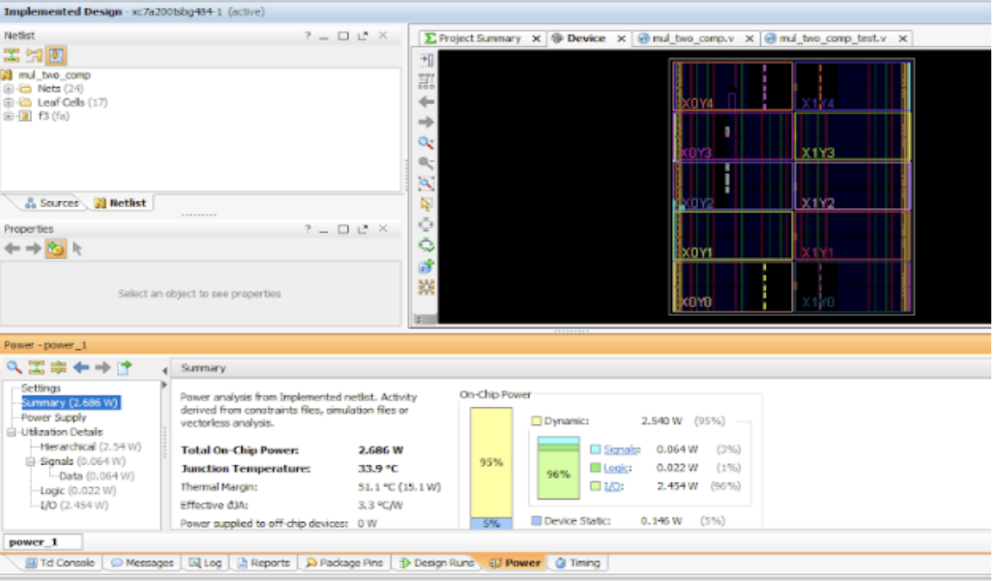 Implemented Design - xc7a200tsbg484-1 (active)
Netlist
mul_two_comp
Nets (24)
Leaf Cells (17)
f3 (fa)
Sources
Netlist
Properties
Select an object to see properties
Project Summary
Device
mul_two_comp.v
mul_two_comp_test.v
X0Y4 X1Y4
X0Y3 X1Y3
X0Y2 X1Y2
X0Y1 X1Y1
X0Y0 X1Y0
Power - power_1
Settings
Summary (2.686 W)
Power Supply
Utilization Details
Hierarchical (2.54 W)
Signals (0.064 W)
Data (0.064 W)
Logic (0.022 W)
I/O (2.454 W)
Summary
Power analysis from Implemented netlist. Activity
derived from constraints files, simulation files or
vectorless analysis.
Total On-Chip Power: 2.686 W
Junction Temperature: 33.9 °C
Thermal Margin: 51.1 °C (15.1 W)
Effective ϑJA: 3.3 °C/W
Power supplied to off-chip devices: 0 W
On-Chip Power
95%
5%
Dynamic: 2.540 W (95%)
96%
Signals: 0.064 W (3%)
Logic: 0.022 W (1%)
I/O: 2.454 W (96%)
Device Static: 0.146 W (5%)
power_1
Tcl Console
Messages
Log
Reports
Package Pins
Design Runs
Power
Timing